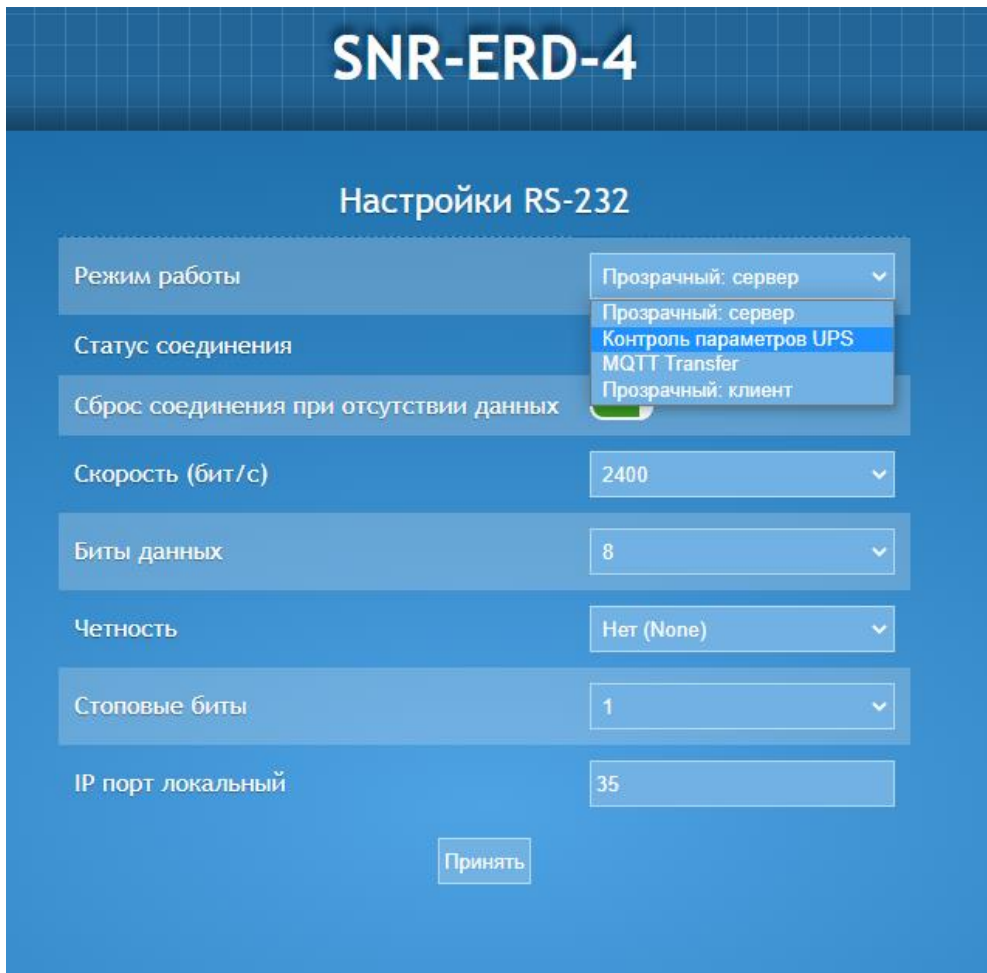 SNR-ERD-4
Настройки RS-232
Режим работы
Прозрачный: сервер
Прозрачный: сервер
Контроль параметров UPS
MQTT Transfer
Прозрачный: клиент
Статус соединения
Сброс соединения при отсутствии данных
Скорость (бит/с)
2400
Биты данных
8
Четность
Нет (None)
Стоповые биты
1
IP порт локальный
35
Принять